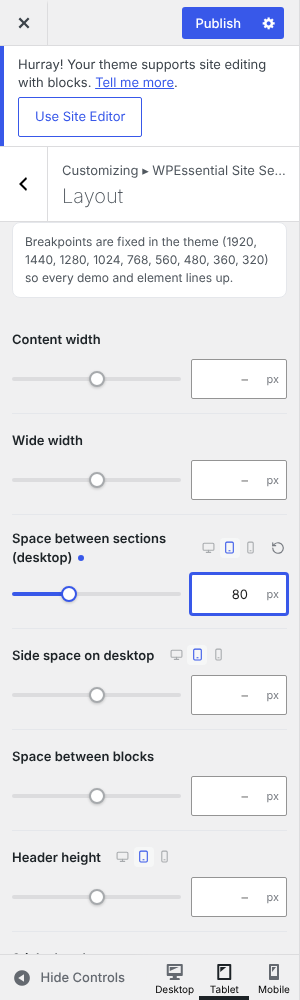 Publish
Hurray! Your theme supports site editing
with blocks. Tell me more.
Use Site Editor
Customizing ▸ WPEssential Site Se...
Layout
Breakpoints are fixed in the theme (1920,
1440, 1280, 1024, 768, 560, 480, 360, 320)
so every demo and element lines up.
Content width
– px
Wide width
– px
Space between sections
(desktop)
80 px
Side space on desktop
– px
Space between blocks
– px
Header height
– px
Hide Controls
Desktop
Tablet
Mobile